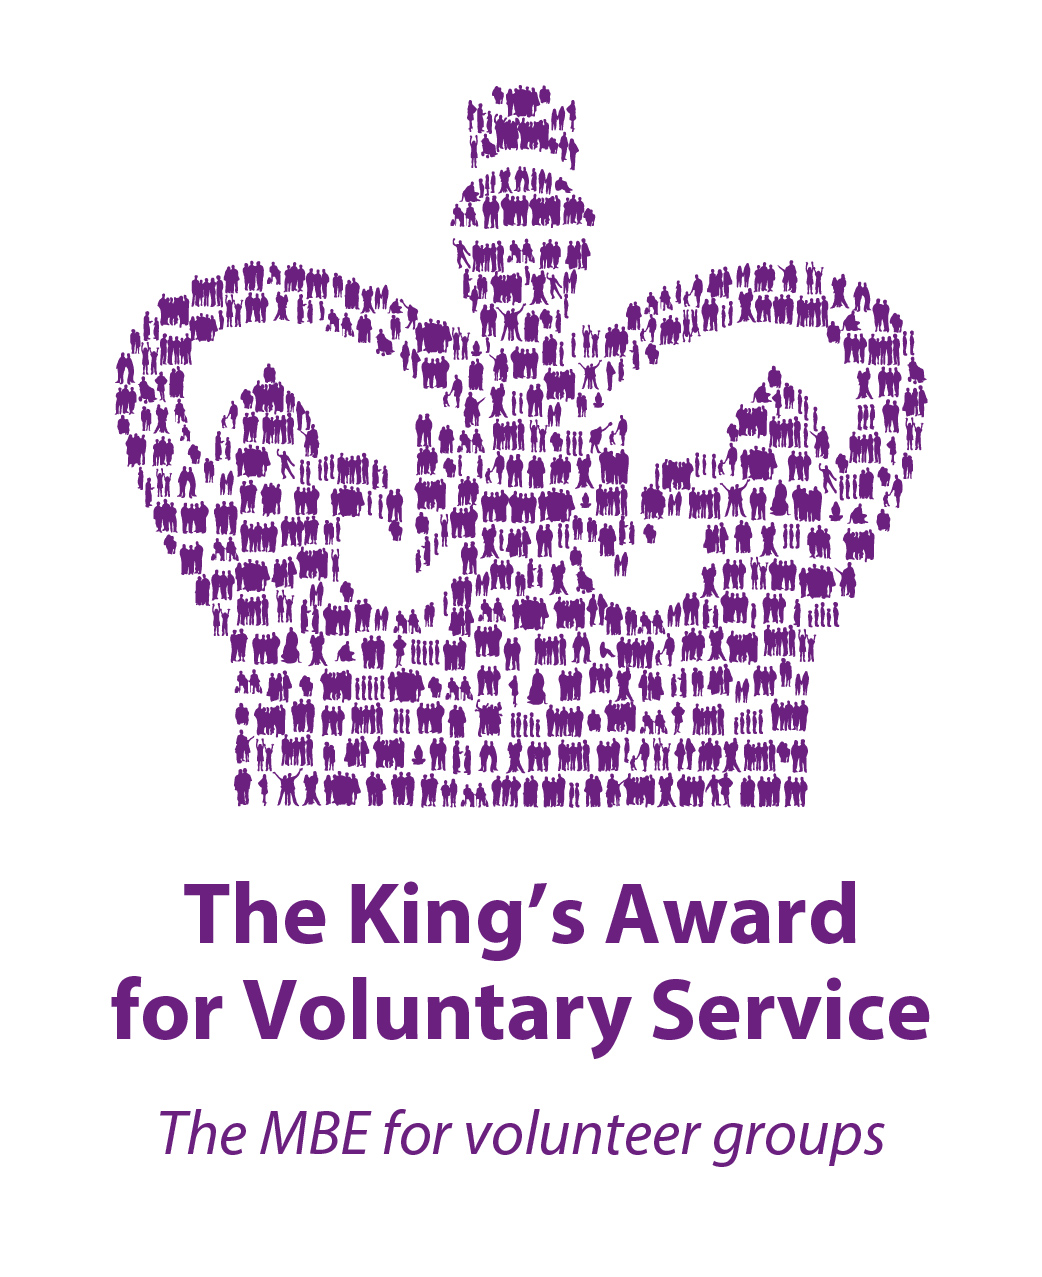 The King’s Award
for Voluntary Service
The MBE for volunteer groups